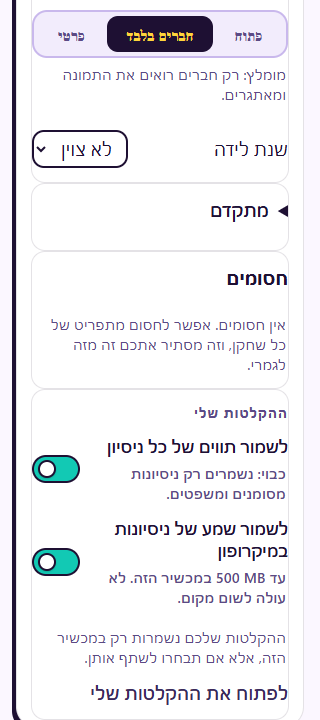 פתוח
חברים בלבד
פרטי
מומלץ: רק חברים רואים את התמונה
ומאתגרים.
שנת לידה
לא צוין
מתקדם
חסומים
אין חסומים. אפשר לחסום מתפריט של
כל שחקן, וזה מסתיר אתכם זה מזה
לגמרי.
ההקלטות שלי
לשמור תווים של כל ניסיון
כבוי: נשמרים רק ניסיונות
מסומנים ומשפטים.
לשמור שמע של ניסיונות
במיקרופון
עד 500 MB במכשיר הזה. לא
עולה לשום מקום.
ההקלטות שלכם נשמרות רק במכשיר
הזה, אלא אם תבחרו לשתף אותן.
לפתוח את ההקלטות שלי